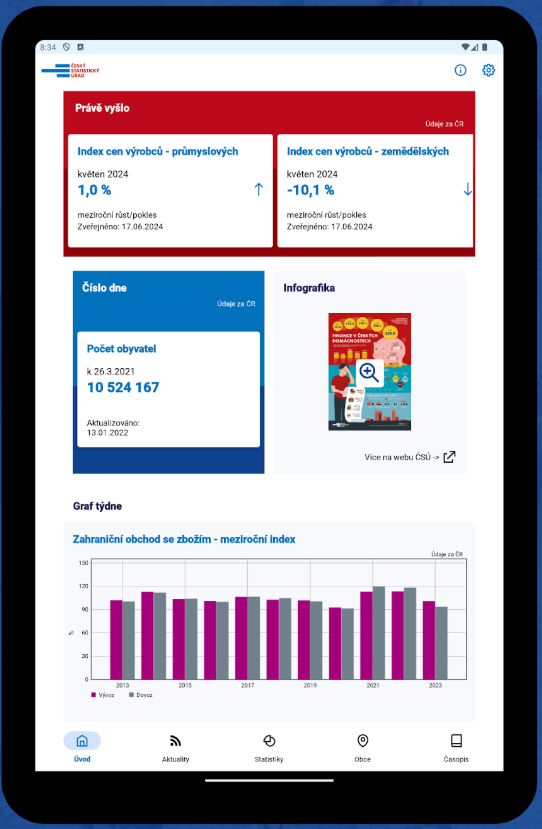 8:34
ČESKÝ
STATISTICKÝ
ÚŘAD
Právě vyšlo
Údaje za ČR
Index cen výrobců - průmyslových
květen 2024
1,0 %
meziroční růst/pokles
Zveřejněno: 17.06.2024
Index cen výrobců - zemědělských
květen 2024
-10,1 %
meziroční růst/pokles
Zveřejněno: 17.06.2024
Číslo dne
Údaje za ČR
Počet obyvatel
k 26.3.2021
10 524 167
Aktualizováno:
13.01.2022
Infografika
FINANCE V ČESKÝCH
DOMÁCNOSTECH
Více na webu ČSÚ ->
Graf týdne
Zahraniční obchod se zbožím - meziroční index
Údaje za ČR
150
120
90
60
30
0
%
2013 2015 2017 2019 2021 2023
Vývoz Dovoz
Úvod Aktuality Statistiky Obce Časopis